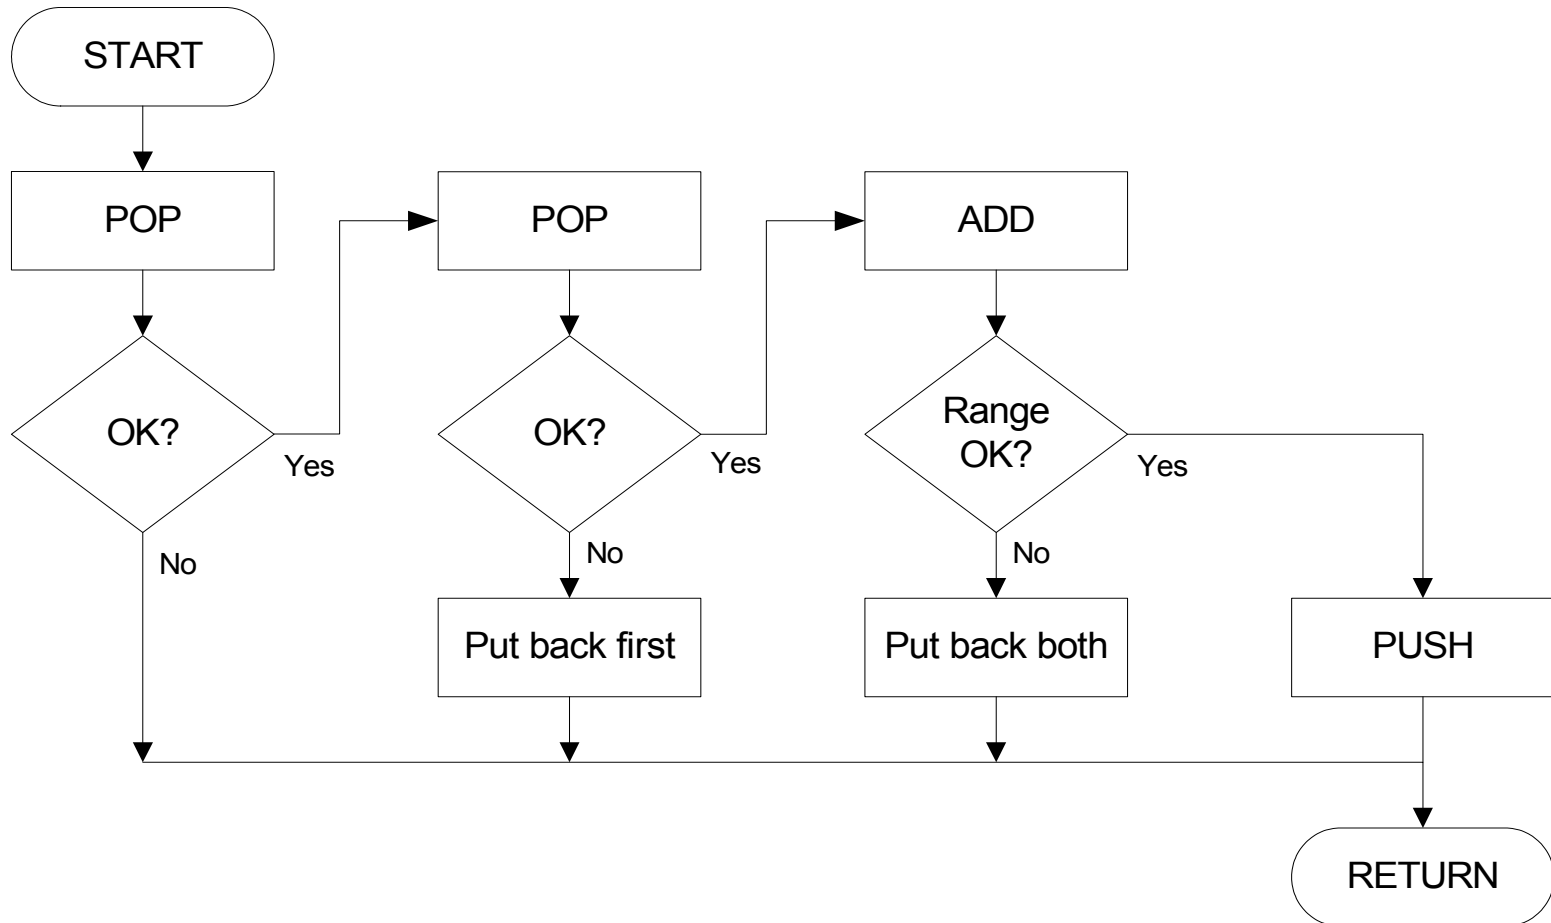 START
POP
POP
ADD
OK?
Yes
OK?
Yes
Range
OK?
Yes
No
No
No
Put back first
Put back both
PUSH
RETURN